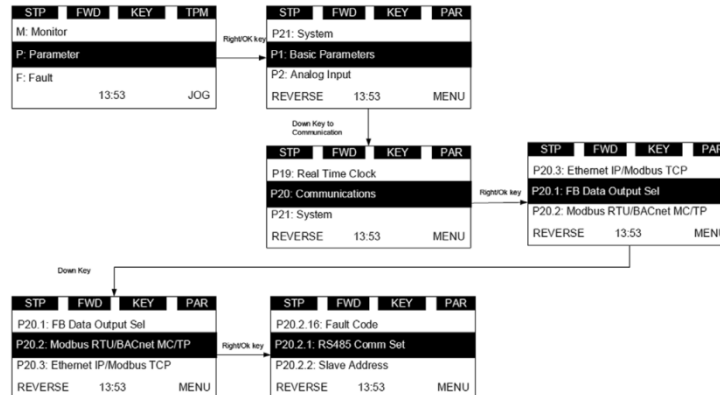 STP FWD KEY TPM
M: Monitor
P: Parameter
F: Fault
13:53 JOG
Right/OK key
STP FWD KEY PAR
P21: System
P1: Basic Parameters
P2: Analog Input
REVERSE 13:53 MENU
Down Key to
Communication
STP FWD KEY PAR
P19: Real Time Clock
P20: Communications
P21: System
REVERSE 13:53 MENU
Right/Ok key
STP FWD KEY PAR
P20.3: Ethernet IP/Modbus TCP
P20.1: FB Data Output Sel
P20.2: Modbus RTU/BACnet MC/TP
REVERSE 13:53 MENU
Down Key
STP FWD KEY PAR
P20.1: FB Data Output Sel
P20.2: Modbus RTU/BACnet MC/TP
P20.3: Ethernet IP/Modbus TCP
REVERSE 13:53 MENU
Right/Ok key
STP FWD KEY PAR
P20.2.16: Fault Code
P20.2.1: RS485 Comm Set
P20.2.2: Slave Address
REVERSE 13:53 MENU